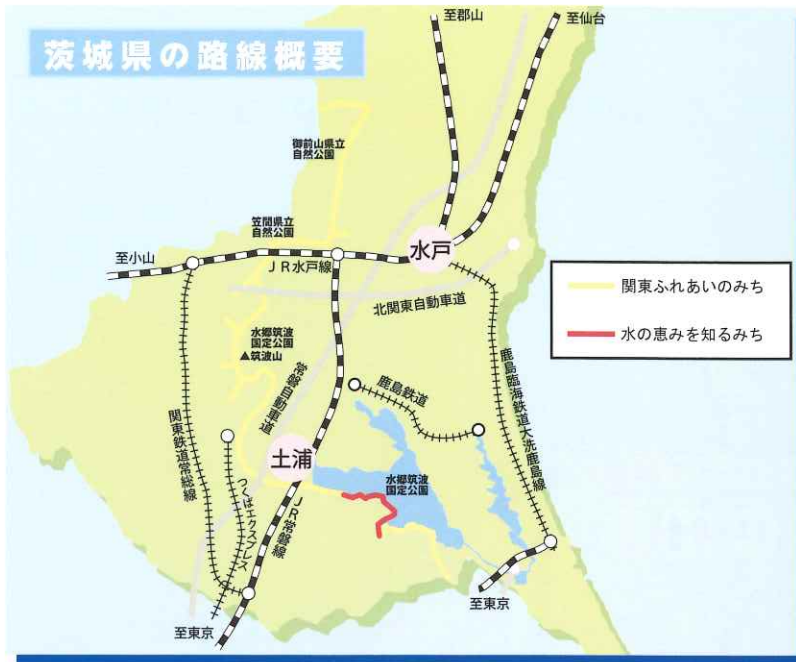 茨城県の路線概要
至郡山
至仙台
御前山県立
自然公園
笠間県立
自然公園
至小山
水戸
JR水戸線
北関東自動車道
関東ふれあいのみち
水の恵みを知るみち
水郷筑波
国定公園
▲筑波山
常磐自動車道
鹿島鉄道
鹿島臨海鉄道大洗鹿島線
関東鉄道常総線
土浦
水郷筑波
国定公園
つくばエクスプレス
JR常磐線
至東京
至東京